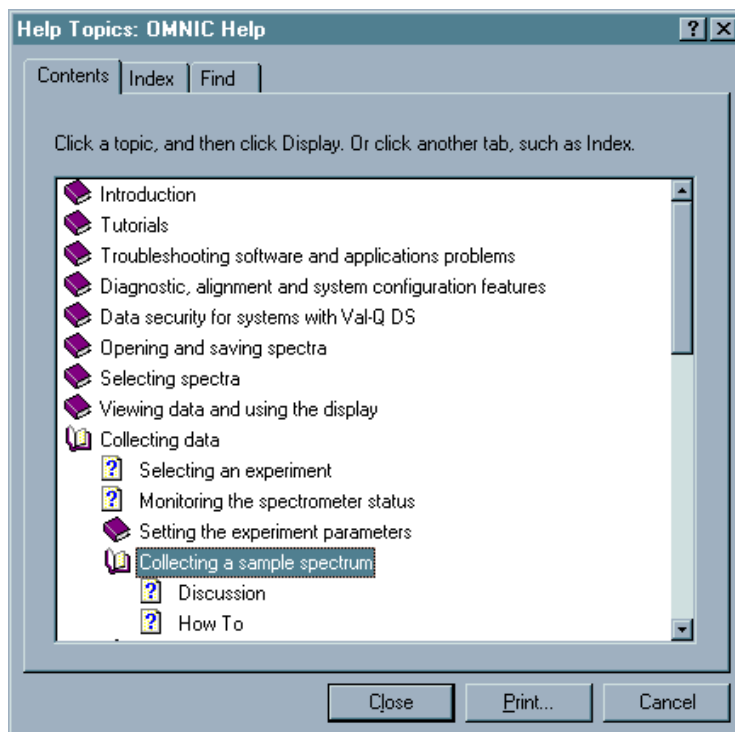 Help Topics: OMNIC Help
Contents Index Find
Click a topic, and then click Display. Or click another tab, such as Index.
Introduction
Tutorials
Troubleshooting software and applications problems
Diagnostic, alignment and system configuration features
Data security for systems with Val-Q DS
Opening and saving spectra
Selecting spectra
Viewing data and using the display
Collecting data
Selecting an experiment
Monitoring the spectrometer status
Setting the experiment parameters
Collecting a sample spectrum
Discussion
How To
Close Print... Cancel